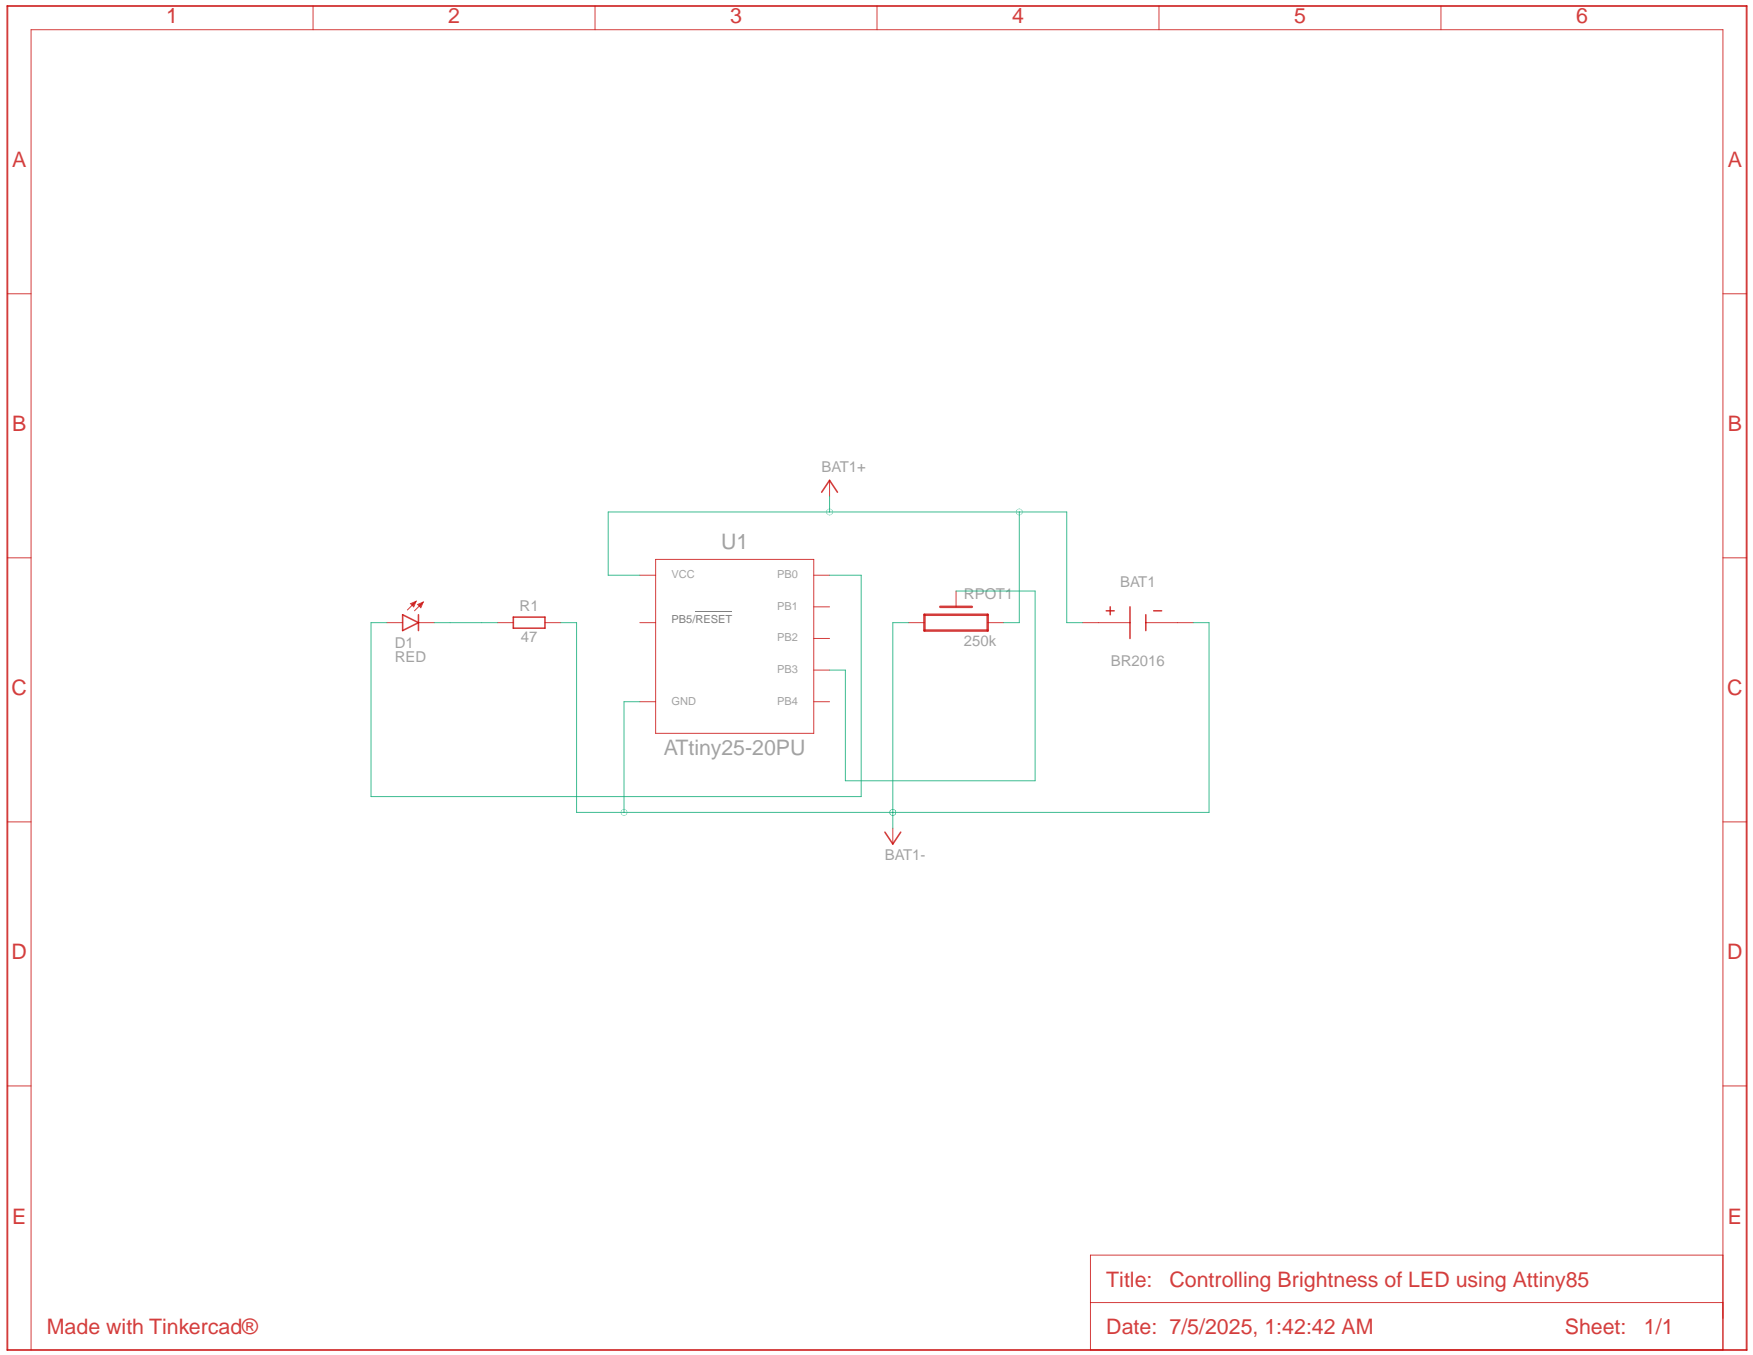 1 2 3 4 5 6
A A
B B
BAT1+
U1
VCC PB0
PB1
PB5/RESET
PB2
PB3
GND PB4
ATtiny25-20PU
D1
RED
R1
47
RPOT1
250k
BAT1
+ −
BR2016
BAT1-
C C
D D
E E
Title: Controlling Brightness of LED using Attiny85
Date: 7/5/2025, 1:42:42 AM Sheet: 1/1
Made with Tinkercad®